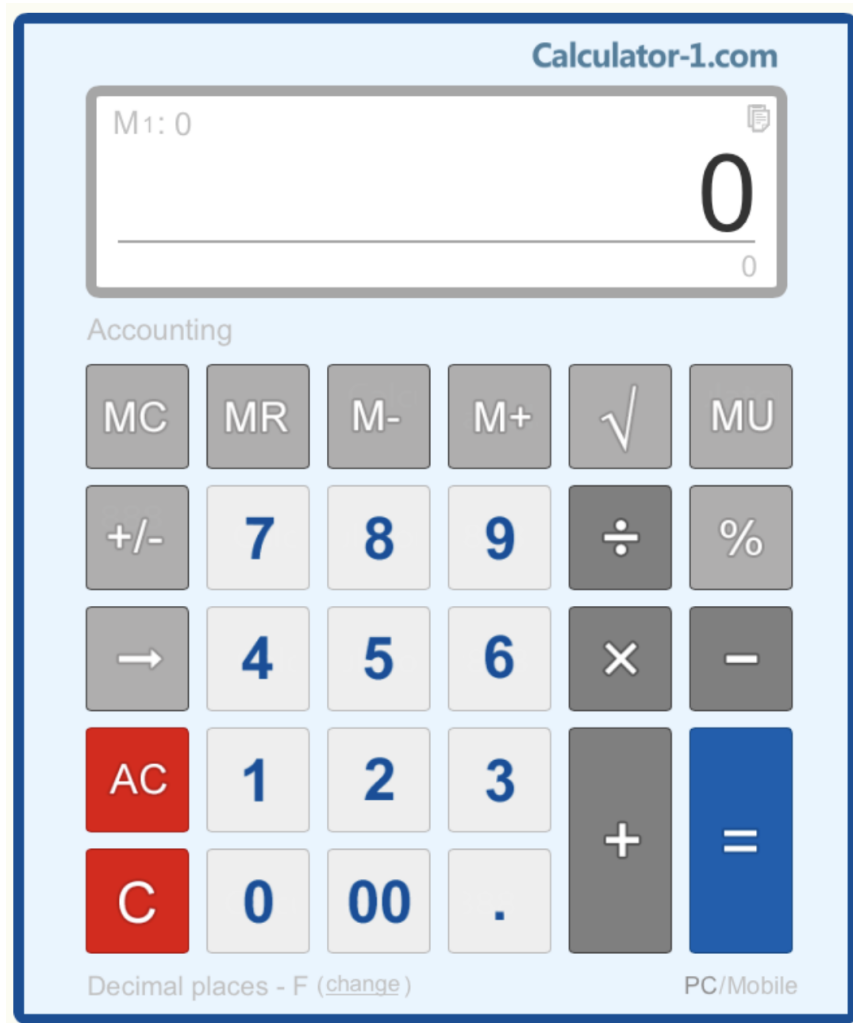 Calculator-1.com
M1: 0
0
0
Accounting
MC MR M- M+ √ MU
+/- 7 8 9 ÷ %
→ 4 5 6 × −
AC 1 2 3
+ =
C 0 00 .
Decimal places - F (change) PC/Mobile